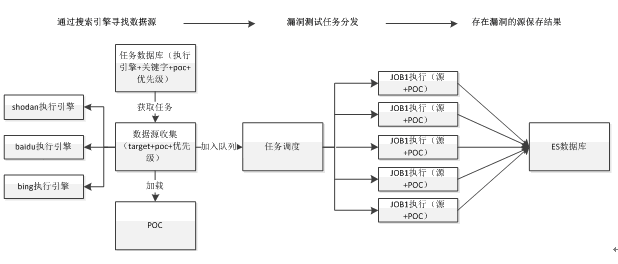 通过搜索引擎寻找数据源
漏洞测试任务分发
存在漏洞的源保存结果
任务数据库（执行
引擎+关键字+poc+
优先级）
获取任务
shodan执行引擎
baidu执行引擎
bing执行引擎
数据源收集
（target+poc+优先
级）
加入队列
加载
POC
任务调度
JOB1执行（源
+POC）
JOB1执行（源
+POC）
JOB1执行（源
+POC）
JOB1执行（源
+POC）
JOB1执行（源
+POC）
ES数据库